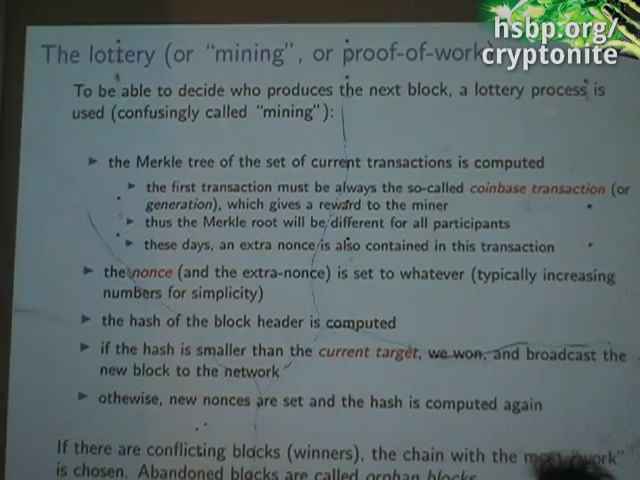 hsbp.org/
cryptonite
The lottery (or "mining", or proof-of-work)
To be able to decide who produces the next block, a lottery process is
used (confusingly called "mining"):
the Merkle tree of the set of current transactions is computed
the first transaction must be always the so-called coinbase transaction (or
generation), which gives a reward to the miner
thus the Merkle root will be different for all participants
these days, an extra nonce is also contained in this transaction
the nonce (and the extra-nonce) is set to whatever (typically increasing
numbers for simplicity)
the hash of the block header is computed
if the hash is smaller than the current target, we won, and broadcast the
new block to the network
othewise, new nonces are set and the hash is computed again
If there are conflicting blocks (winners), the chain with the most "work"
is chosen. Abandoned blocks are called orphan blocks